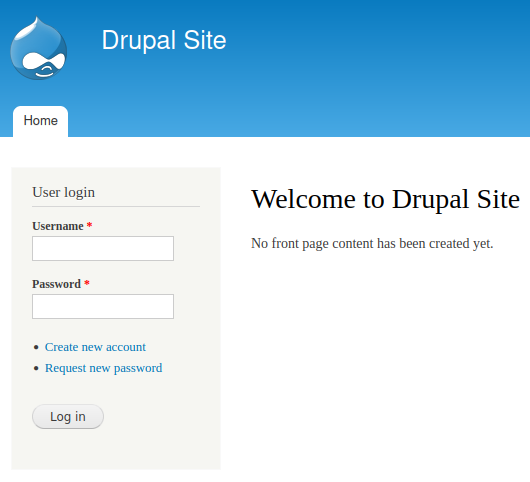 Drupal Site
Home
User login
Username *
Password *
Create new account
Request new password
Log in
Welcome to Drupal Site
No front page content has been created yet.